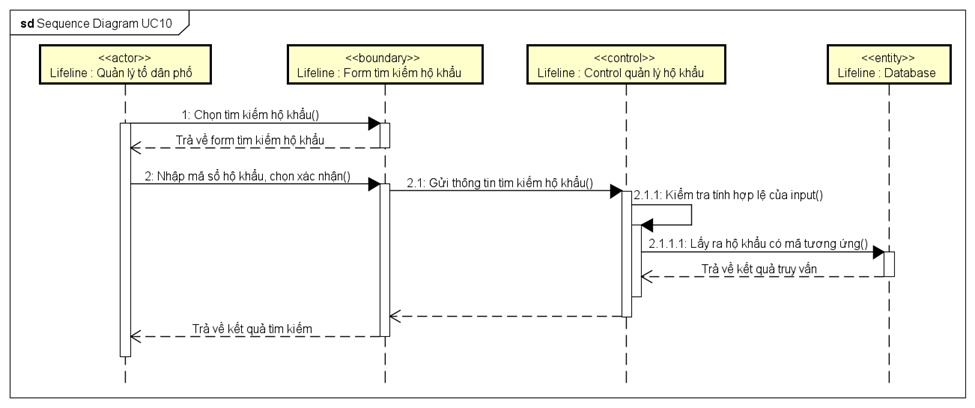 sd Sequence Diagram UC10
<<actor>>
Lifeline : Quản lý tổ dân phố
<<boundary>>
Lifeline : Form tìm kiếm hộ khẩu
<<control>>
Lifeline : Control quản lý hộ khẩu
<<entity>>
Lifeline : Database
1: Chọn tìm kiếm hộ khẩu()
Trả về form tìm kiếm hộ khẩu
2: Nhập mã số hộ khẩu, chọn xác nhận()
2.1: Gửi thông tin tìm kiếm hộ khẩu()
2.1.1: Kiểm tra tính hợp lệ của input()
2.1.1.1: Lấy ra hộ khẩu có mã tương ứng()
Trả về kết quả truy vấn
Trả về kết quả tìm kiếm